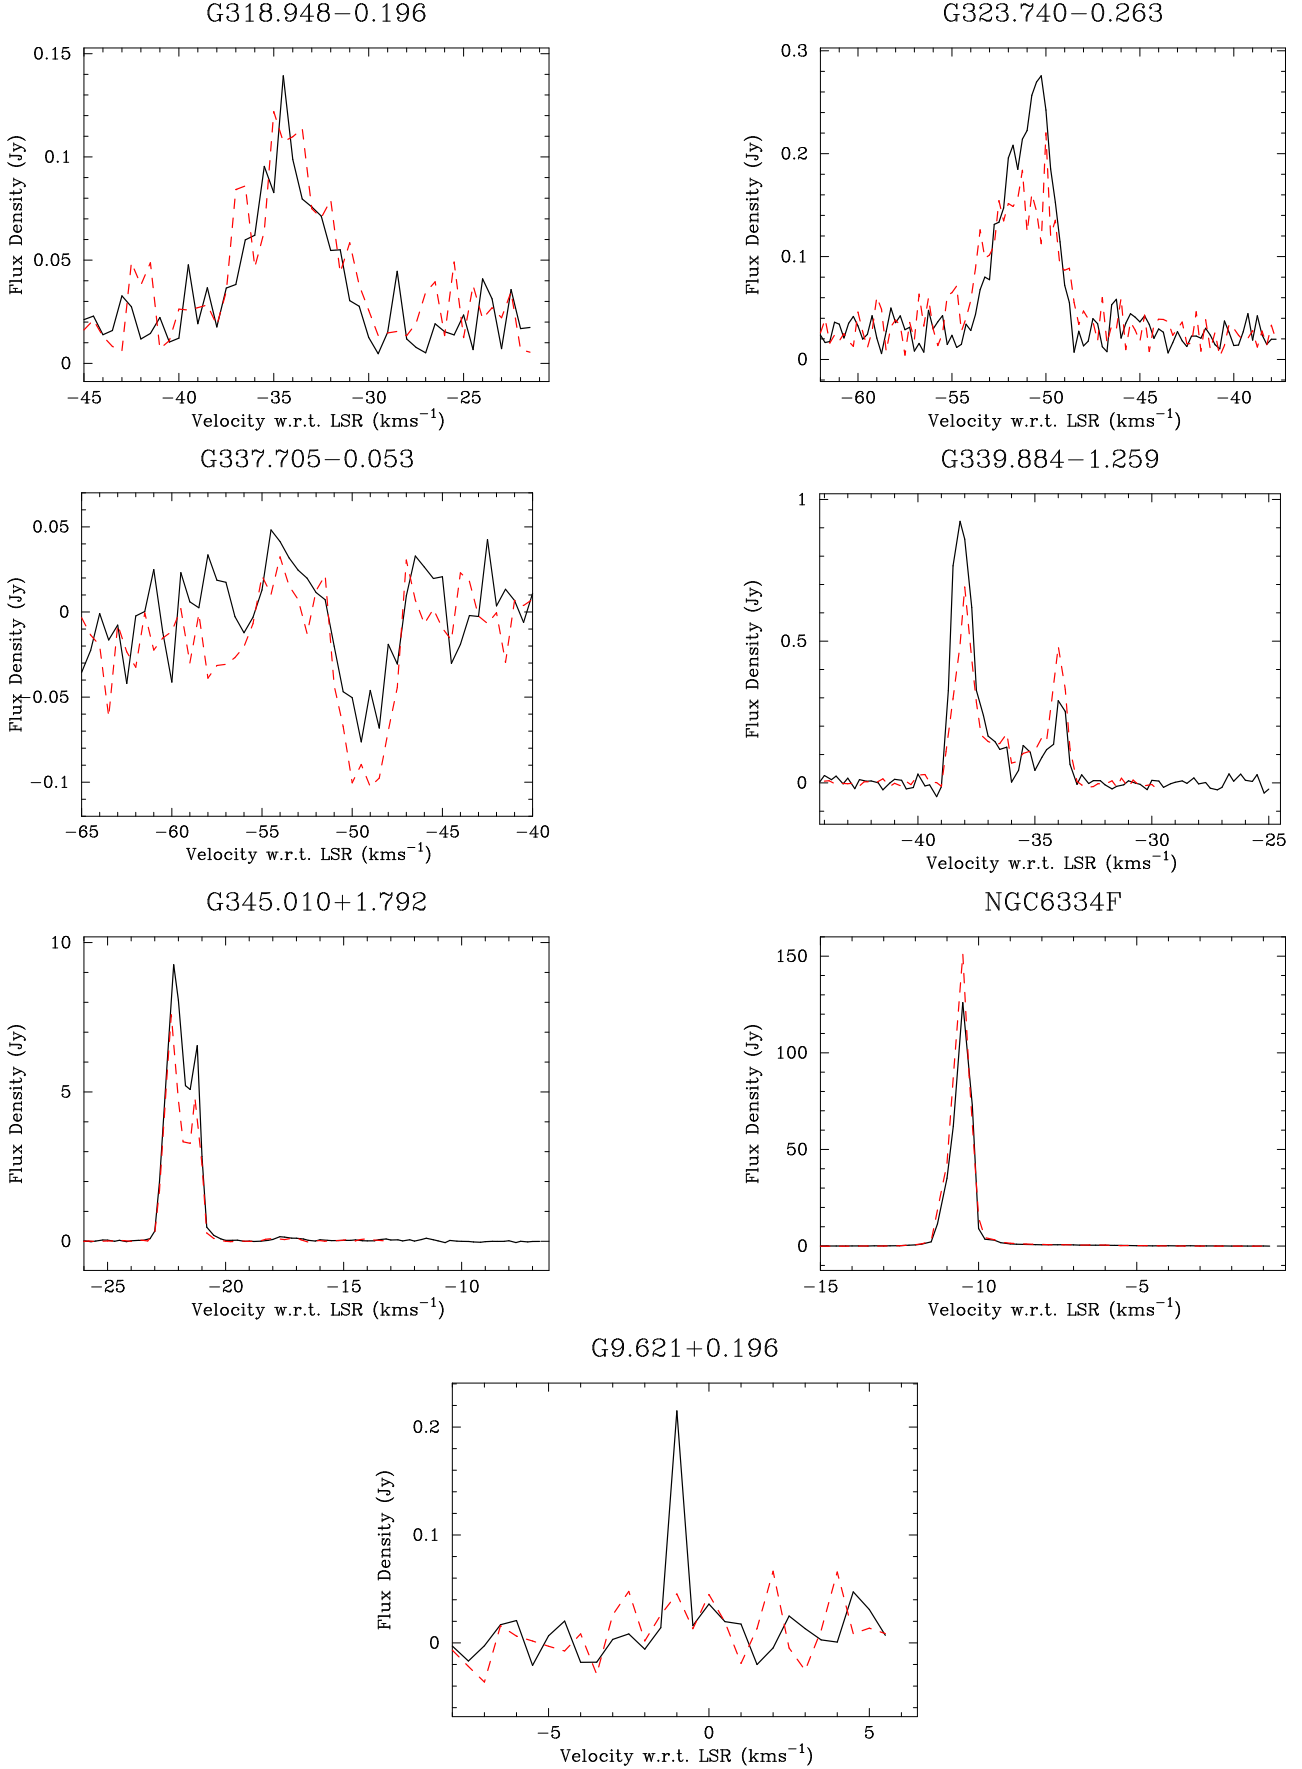 G318.948−0.196
0.15
0.1
0.05
0
Flux Density (Jy)
−45 −40 −35 −30 −25
Velocity w.r.t. LSR (kms⁻¹)
G323.740−0.263
0.3
0.2
0.1
0
Flux Density (Jy)
−60 −55 −50 −45 −40
Velocity w.r.t. LSR (kms⁻¹)
G337.705−0.053
0.05
0
−0.05
−0.1
Flux Density (Jy)
−65 −60 −55 −50 −45 −40
Velocity w.r.t. LSR (kms⁻¹)
G339.884−1.259
1
0.5
0
Flux Density (Jy)
−40 −35 −30 −25
Velocity w.r.t. LSR (kms⁻¹)
G345.010+1.792
10
5
0
Flux Density (Jy)
−25 −20 −15 −10
Velocity w.r.t. LSR (kms⁻¹)
NGC6334F
150
100
50
0
Flux Density (Jy)
−15 −10 −5
Velocity w.r.t. LSR (kms⁻¹)
G9.621+0.196
0.2
0.1
0
Flux Density (Jy)
−5 0 5
Velocity w.r.t. LSR (kms⁻¹)